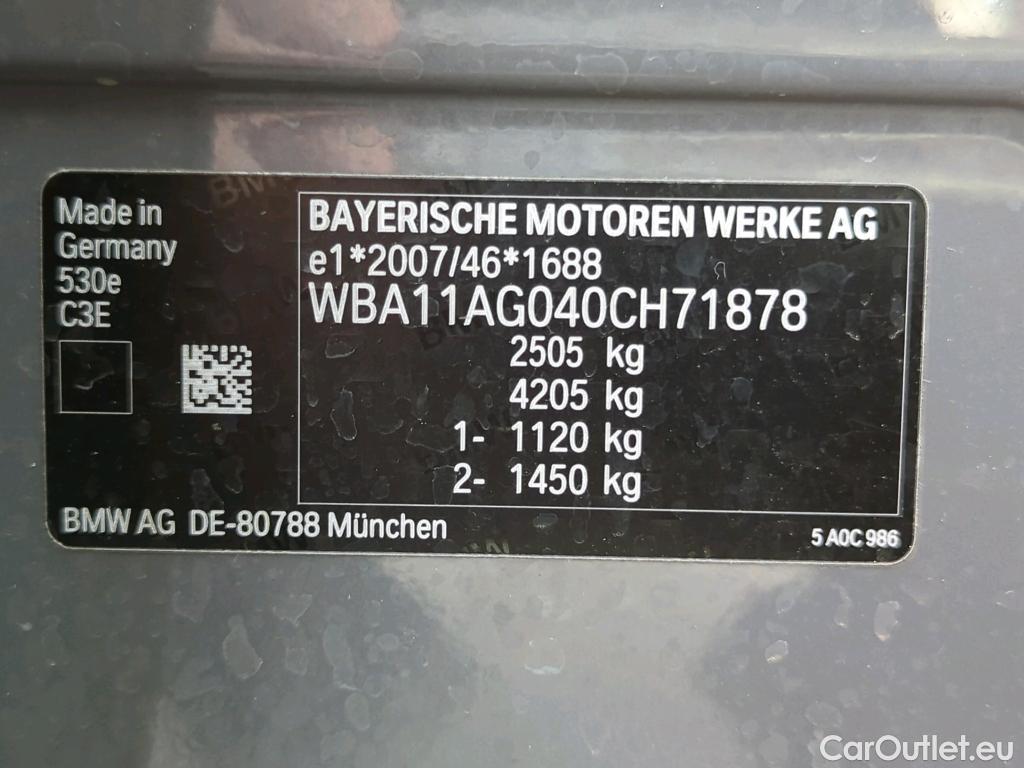 Made in
Germany
530e
C3E
BAYERISCHE MOTOREN WERKE AG
e1*2007/46*1688
WBA11AG040CH71878
2505 kg
4205 kg
1- 1120 kg
2- 1450 kg
BMW AG DE-80788 München
5 A0C 986
CarOutlet.eu